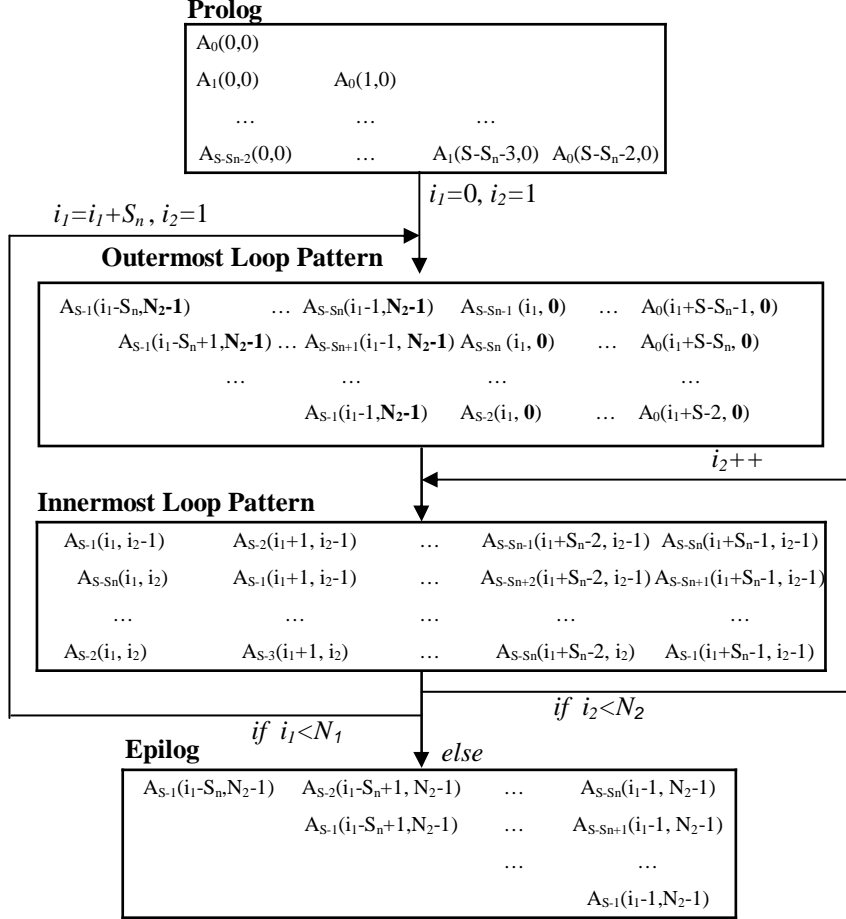 Prolog
A0(0,0)
A1(0,0) A0(1,0)
… … …
AS-Sn-2(0,0) … A1(S-Sn-3,0) A0(S-Sn-2,0)
i1=0, i2=1
i1=i1+Sn , i2=1
Outermost Loop Pattern
AS-1(i1-Sn,N2-1) … AS-Sn(i1-1,N2-1) AS-Sn-1 (i1, 0) … A0(i1+S-Sn-1, 0)
AS-1(i1-Sn+1,N2-1) … AS-Sn+1(i1-1, N2-1) AS-Sn (i1, 0) … A0(i1+S-Sn, 0)
… … … …
AS-1(i1-1,N2-1) AS-2(i1, 0) … A0(i1+S-2, 0)
i2++
Innermost Loop Pattern
AS-1(i1, i2-1) AS-2(i1+1, i2-1) … AS-Sn-1(i1+Sn-2, i2-1) AS-Sn(i1+Sn-1, i2-1)
AS-Sn(i1, i2) AS-1(i1+1, i2-1) … AS-Sn+2(i1+Sn-2, i2-1) AS-Sn+1(i1+Sn-1, i2-1)
… … … … …
AS-2(i1, i2) AS-3(i1+1, i2) … AS-Sn(i1+Sn-2, i2) AS-1(i1+Sn-1, i2-1)
if i2<N2
if i1<N1
Epilog
else
AS-1(i1-Sn,N2-1) AS-2(i1-Sn+1, N2-1) … AS-Sn(i1-1, N2-1)
AS-1(i1-Sn+1,N2-1) … AS-Sn+1(i1-1, N2-1)
… …
AS-1(i1-1,N2-1)